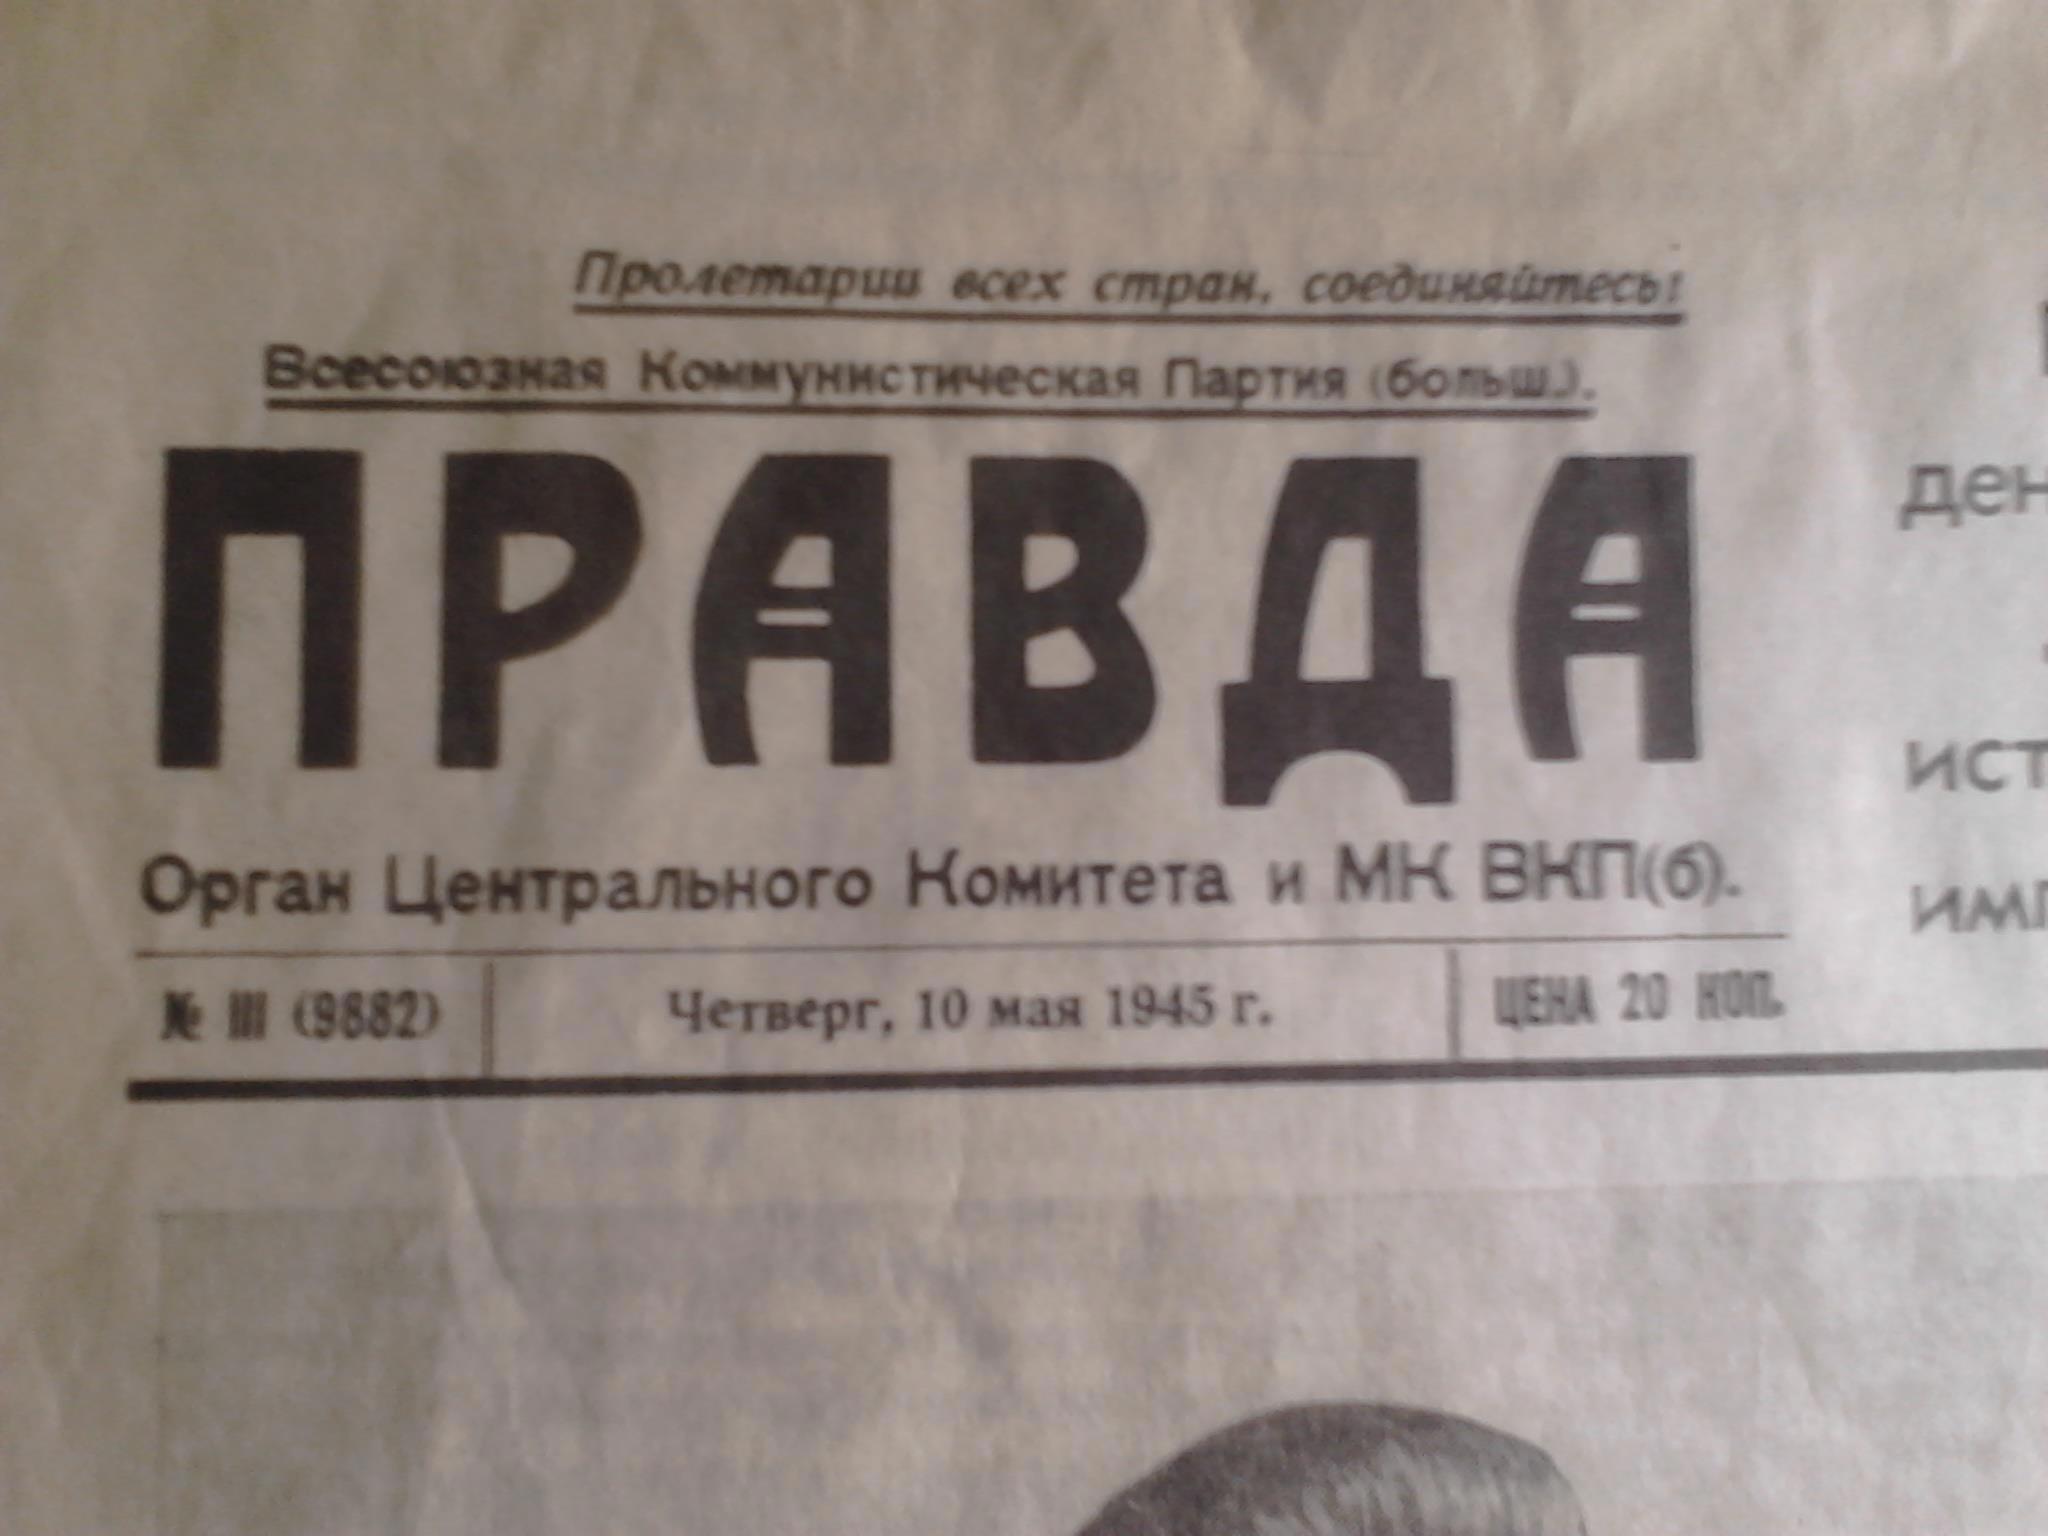 Пролетарии всех стран, соединяйтесь!
Всесоюзная Коммунистическая Партия (больш.).
ПРАВДА
Орган Центрального Комитета и МК ВКП(б).
№ 111 (9882)
Четверг, 10 мая 1945 г.
ЦЕНА 20 КОП.
ден
ист
имп